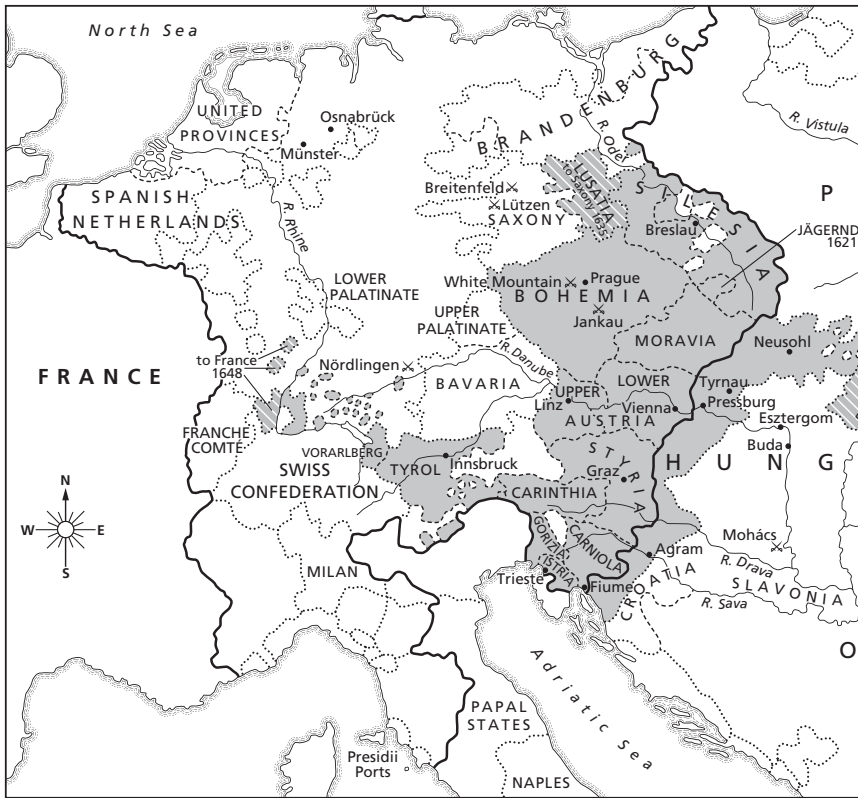 North Sea
UNITED
PROVINCES
Osnabrück
Münster
BRANDENBURG
R. Oder
R. Vistula
SPANISH
NETHERLANDS
R. Rhine
Breitenfeld
Lützen
SAXONY
LUSATIA
to Saxony 1635
SILESIA
Breslau
P
JÄGERND
1621
LOWER
PALATINATE
White Mountain
Prague
BOHEMIA
Jankau
UPPER
PALATINATE
MORAVIA
Neusohl
to France
1648
FRANCE
Nördlingen
R. Danube
BAVARIA
UPPER
LOWER
Linz
Vienna
AUSTRIA
Tyrnau
Pressburg
Esztergom
Buda
FRANCHE
COMTÉ
VORARLBERG
SWISS
CONFEDERATION
TYROL
Innsbruck
STYRIA
Graz
HUNG
CARINTHIA
N
W
E
S
GORIZIA
CARNIOLA
ISTRIA
Agram
Mohács
R. Drava
MILAN
Trieste
Fiume
CROATIA
SLAVONIA
R. Sava
O
Adriatic Sea
PAPAL
STATES
Presidii
Ports
NAPLES